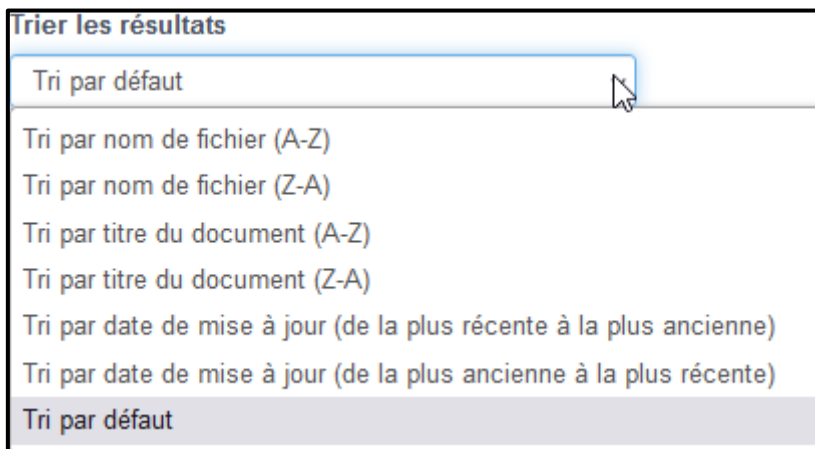 Trier les résultats
Tri par défaut
Tri par nom de fichier (A-Z)
Tri par nom de fichier (Z-A)
Tri par titre du document (A-Z)
Tri par titre du document (Z-A)
Tri par date de mise à jour (de la plus récente à la plus ancienne)
Tri par date de mise à jour (de la plus ancienne à la plus récente)
Tri par défaut